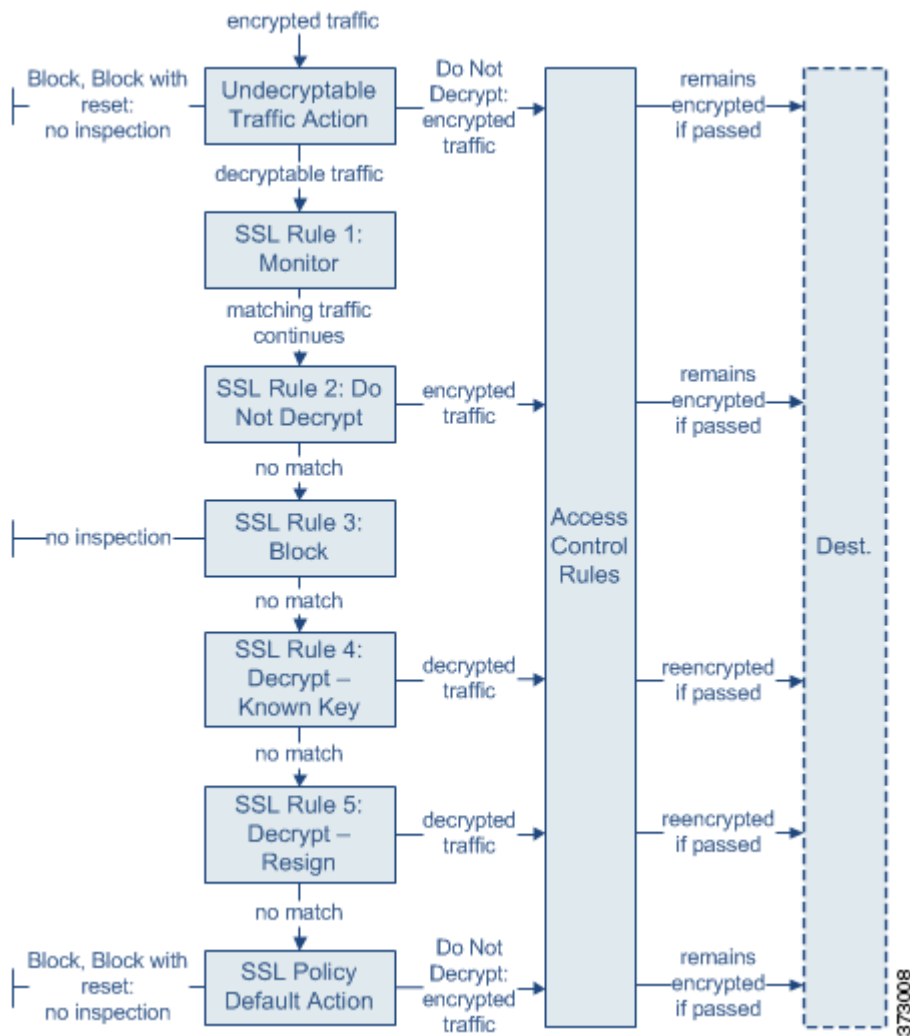 encrypted traffic
Block, Block with
reset:
no inspection
Undecryptable
Traffic Action
Do Not
Decrypt:
encrypted
traffic
remains
encrypted
if passed
decryptable traffic
SSL Rule 1:
Monitor
matching traffic
continues
SSL Rule 2: Do
Not Decrypt
encrypted
traffic
remains
encrypted
if passed
no match
no inspection
SSL Rule 3:
Block
Access
Control
Rules
Dest.
no match
SSL Rule 4:
Decrypt –
Known Key
decrypted
traffic
reencrypted
if passed
no match
SSL Rule 5:
Decrypt –
Resign
decrypted
traffic
reencrypted
if passed
no match
Block, Block with
reset:
no inspection
SSL Policy
Default Action
Do Not
Decrypt:
encrypted
traffic
remains
encrypted
if passed
373008